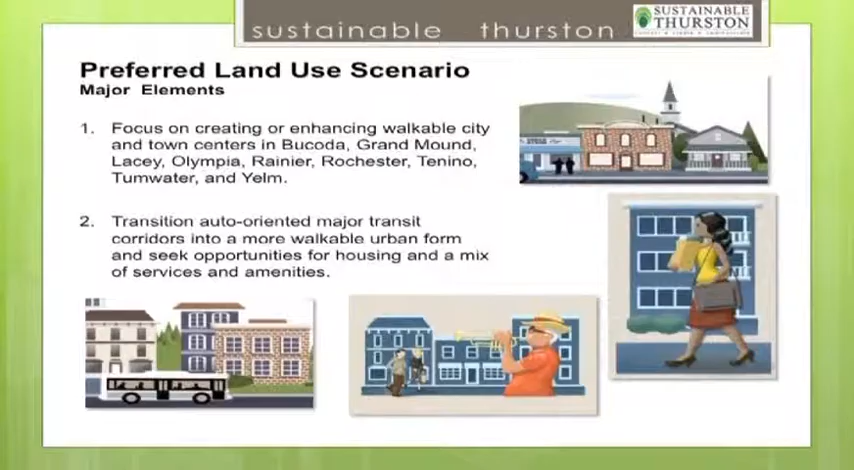 sustainable thurston
SUSTAINABLE
THURSTON
Preferred Land Use Scenario
Major Elements
1. Focus on creating or enhancing walkable city
and town centers in Bucoda, Grand Mound,
Lacey, Olympia, Rainier, Rochester, Tenino,
Tumwater, and Yelm.
2. Transition auto-oriented major transit
corridors into a more walkable urban form
and seek opportunities for housing and a mix
of services and amenities.